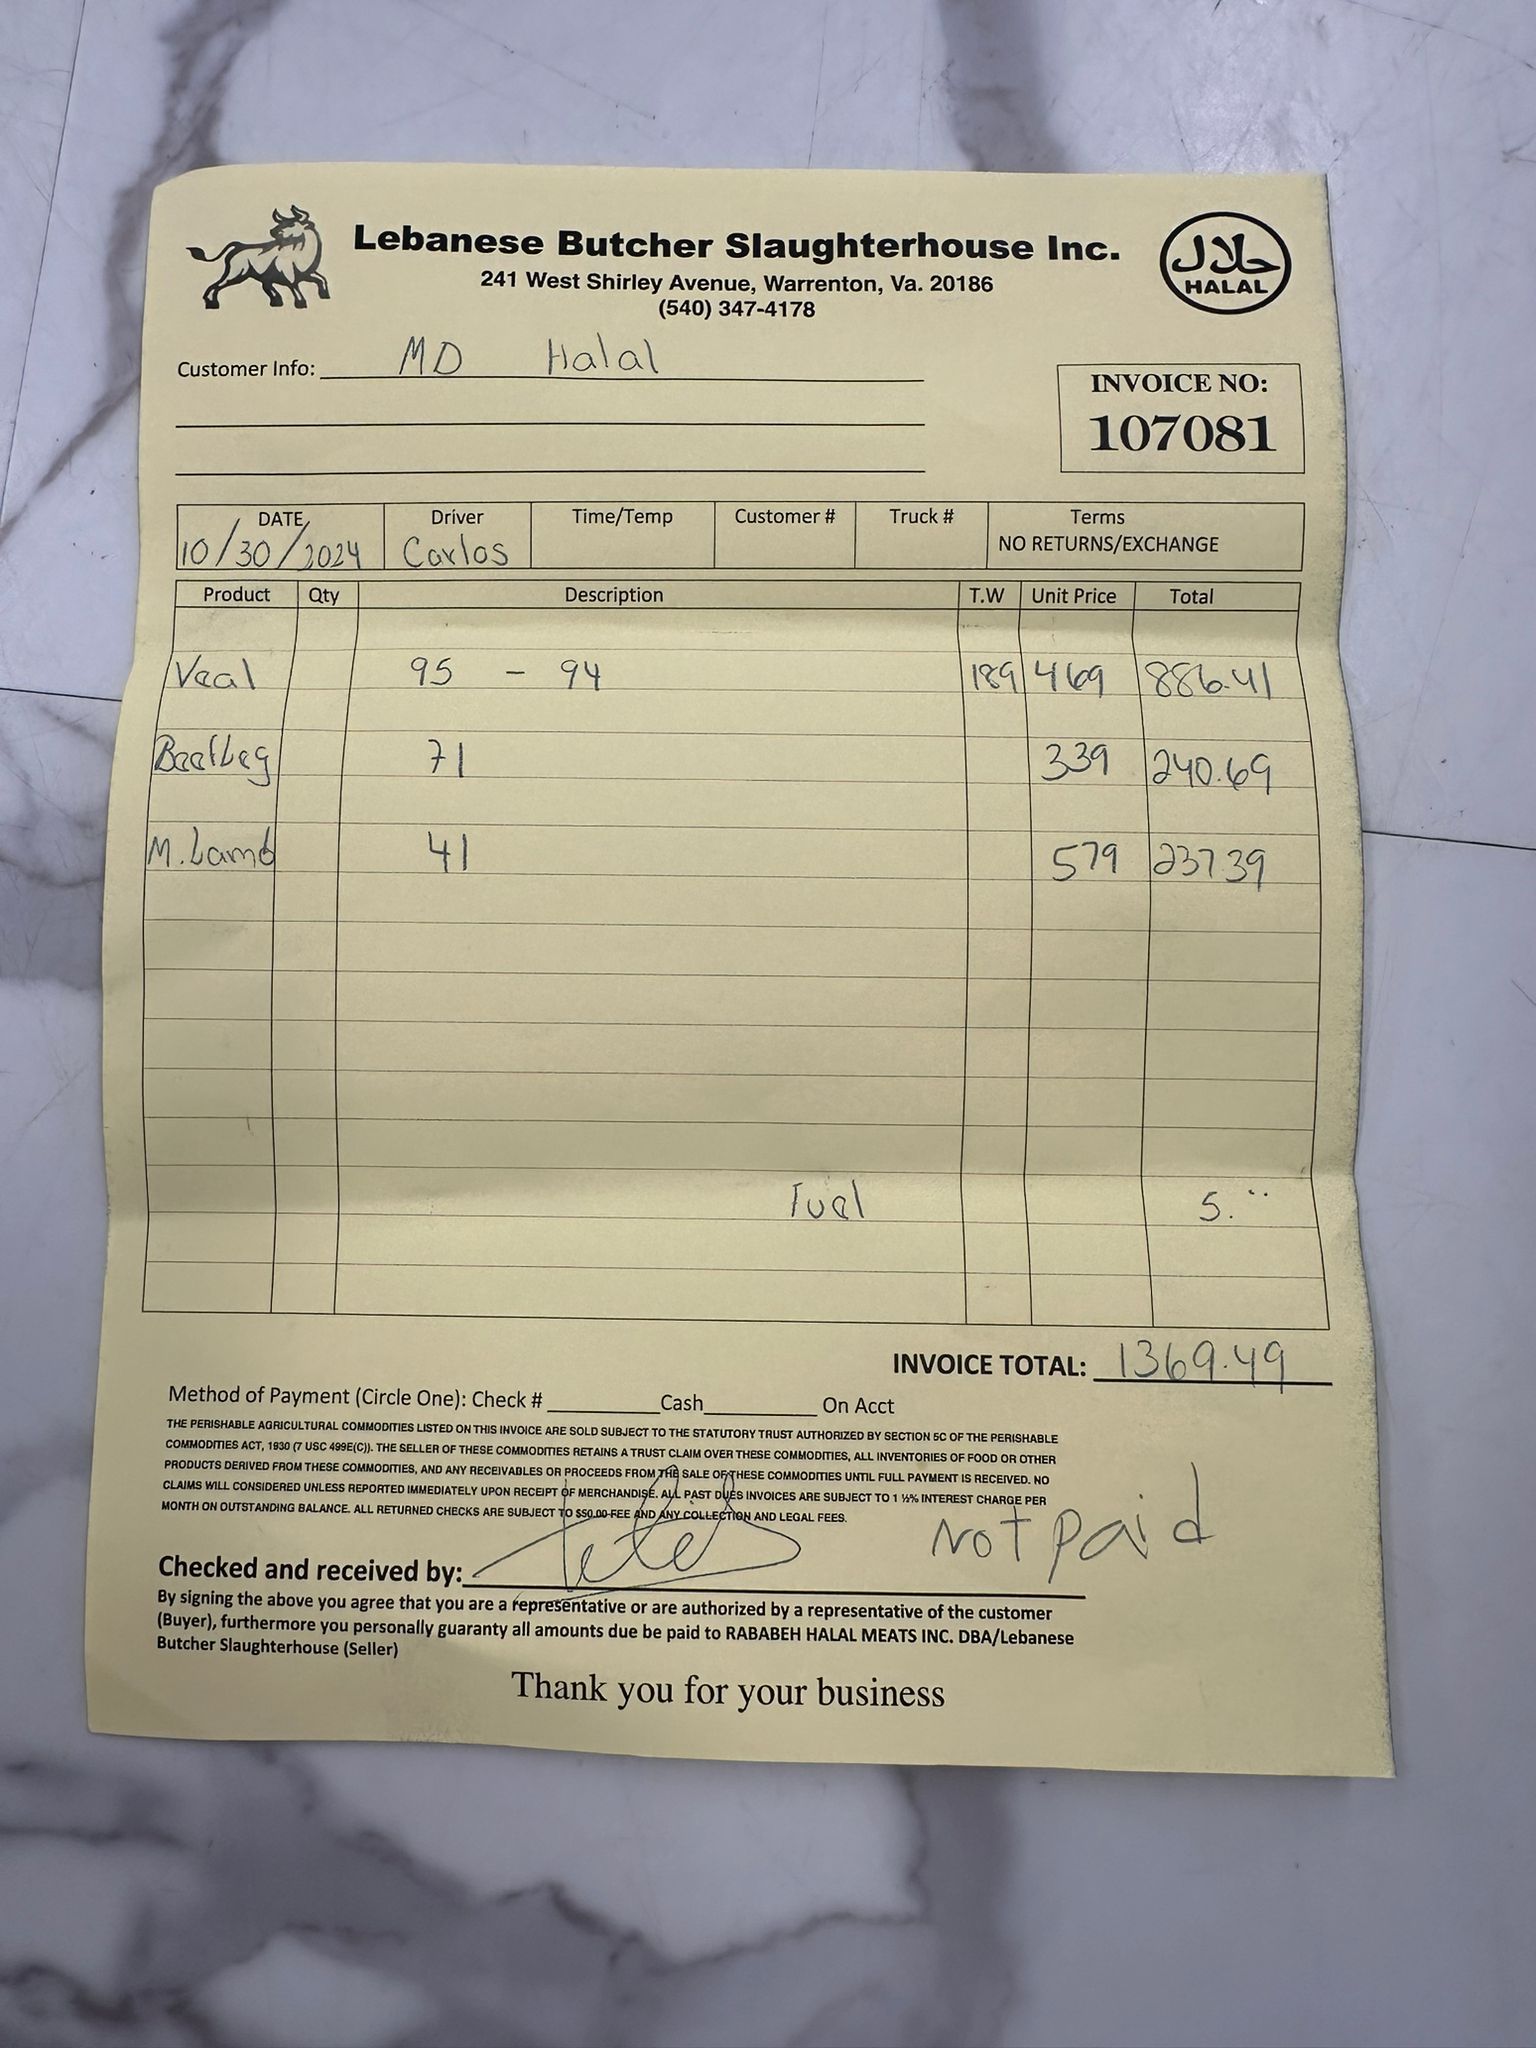 Lebanese Butcher Slaughterhouse Inc.
241 West Shirley Avenue, Warrenton, Va. 20186
(540) 347-4178
حلال
HALAL
Customer Info: MD Halal
INVOICE NO:
107081
DATE Driver Time/Temp Customer # Truck # Terms
10/30/2024 Carlos NO RETURNS/EXCHANGE
Product Qty Description T.W Unit Price Total
Veal 95 - 94 189 469 886.41
Beef Leg 71 339 240.69
M. Lamb 41 579 237.39
Fuel 5."
INVOICE TOTAL: 1369.49
Method of Payment (Circle One): Check # Cash On Acct
THE PERISHABLE AGRICULTURAL COMMODITIES LISTED ON THIS INVOICE ARE SOLD SUBJECT TO THE STATUTORY TRUST AUTHORIZED BY SECTION 5C OF THE PERISHABLE
COMMODITIES ACT, 1930 (7 USC 499E(C)). THE SELLER OF THESE COMMODITIES RETAINS A TRUST CLAIM OVER THESE COMMODITIES, ALL INVENTORIES OF FOOD OR OTHER
PRODUCTS DERIVED FROM THESE COMMODITIES, AND ANY RECEIVABLES OR PROCEEDS FROM THE SALE OF THESE COMMODITIES UNTIL FULL PAYMENT IS RECEIVED. NO
CLAIMS WILL CONSIDERED UNLESS REPORTED IMMEDIATELY UPON RECEIPT OF MERCHANDISE. ALL PAST DUES INVOICES ARE SUBJECT TO 1 ½% INTEREST CHARGE PER
MONTH ON OUTSTANDING BALANCE. ALL RETURNED CHECKS ARE SUBJECT TO $50.00 FEE AND ANY COLLECTION AND LEGAL FEES.
Not paid
Checked and received by:
By signing the above you agree that you are a representative or are authorized by a representative of the customer
(Buyer), furthermore you personally guaranty all amounts due be paid to RABABEH HALAL MEATS INC. DBA/Lebanese
Butcher Slaughterhouse (Seller)
Thank you for your business